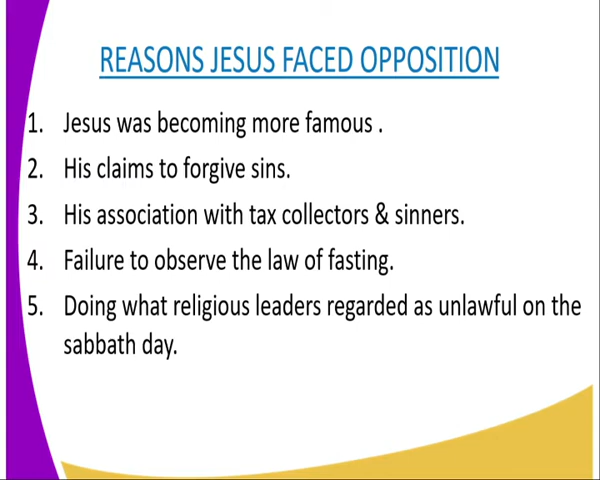 REASONS JESUS FACED OPPOSITION
1. Jesus was becoming more famous .
2. His claims to forgive sins.
3. His association with tax collectors & sinners.
4. Failure to observe the law of fasting.
5. Doing what religious leaders regarded as unlawful on the
sabbath day.